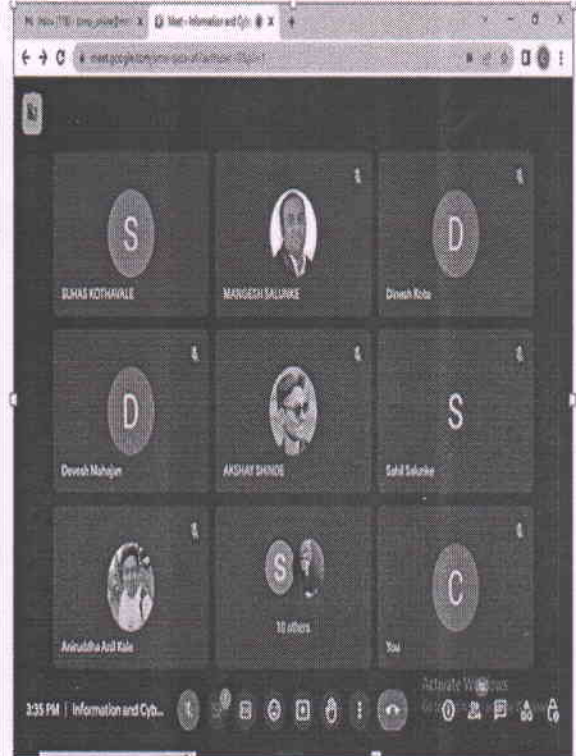 Meet - Information and Cyb
S
SUHAS KOTHAVALE
MANGESH SALUNKE
D
Dinesh Kota
D
Devesh Mahajan
AKSHAY SHINDE
S
Sahil Salunke
Aniruddha Anil Kale
S
10 others
C
You
Activate Windows
3:35 PM | Information and Cyb...